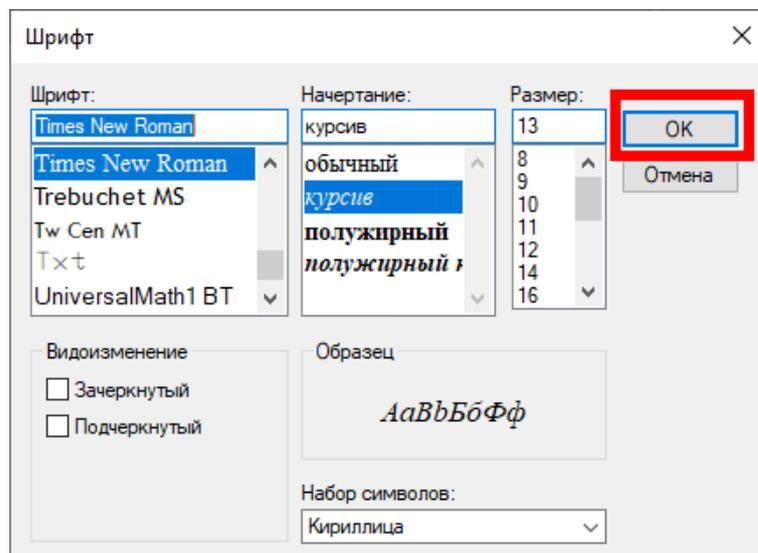 Шрифт
Шрифт:
Times New Roman
Times New Roman
Trebuchet MS
Tw Cen MT
Txt
UniversalMath1 BT
Начертание:
курсив
обычный
курсив
полужирный
полужирный к
Размер:
13
8
9
10
11
12
14
16
OK
Отмена
Видоизменение
Зачеркнутый
Подчеркнутый
Образец
АаBbБбФф
Набор символов:
Кириллица